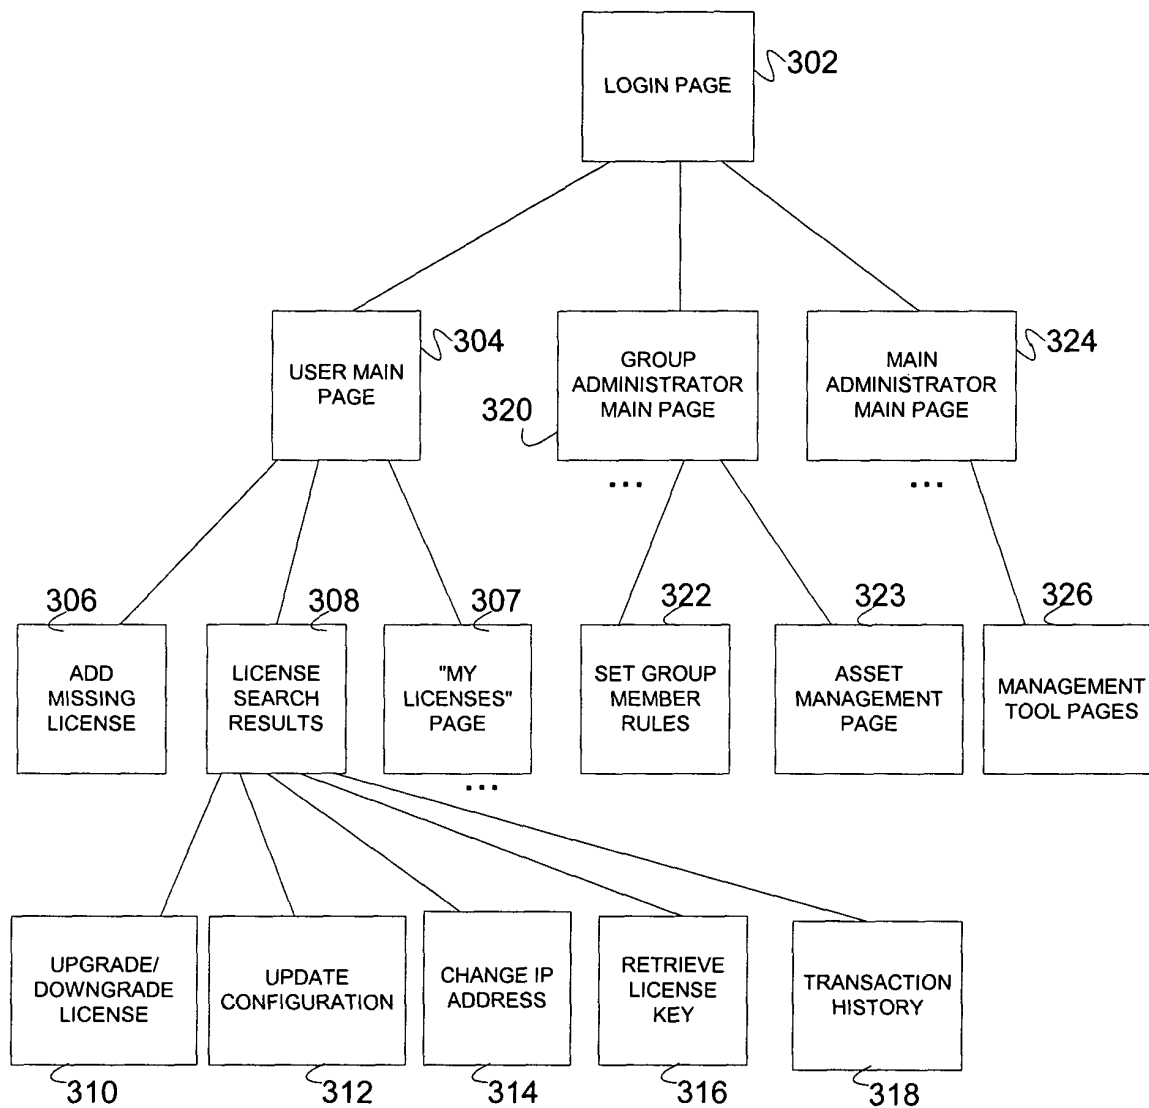 LOGIN PAGE
302
USER MAIN
PAGE
304
GROUP
ADMINISTRATOR
MAIN PAGE
320
MAIN
ADMINISTRATOR
MAIN PAGE
324
...
...
306
ADD
MISSING
LICENSE
308
LICENSE
SEARCH
RESULTS
307
"MY
LICENSES"
PAGE
322
SET GROUP
MEMBER
RULES
323
ASSET
MANAGEMENT
PAGE
326
MANAGEMENT
TOOL PAGES
...
UPGRADE/
DOWNGRADE
LICENSE
310
UPDATE
CONFIGURATION
312
CHANGE IP
ADDRESS
314
RETRIEVE
LICENSE
KEY
316
TRANSACTION
HISTORY
318